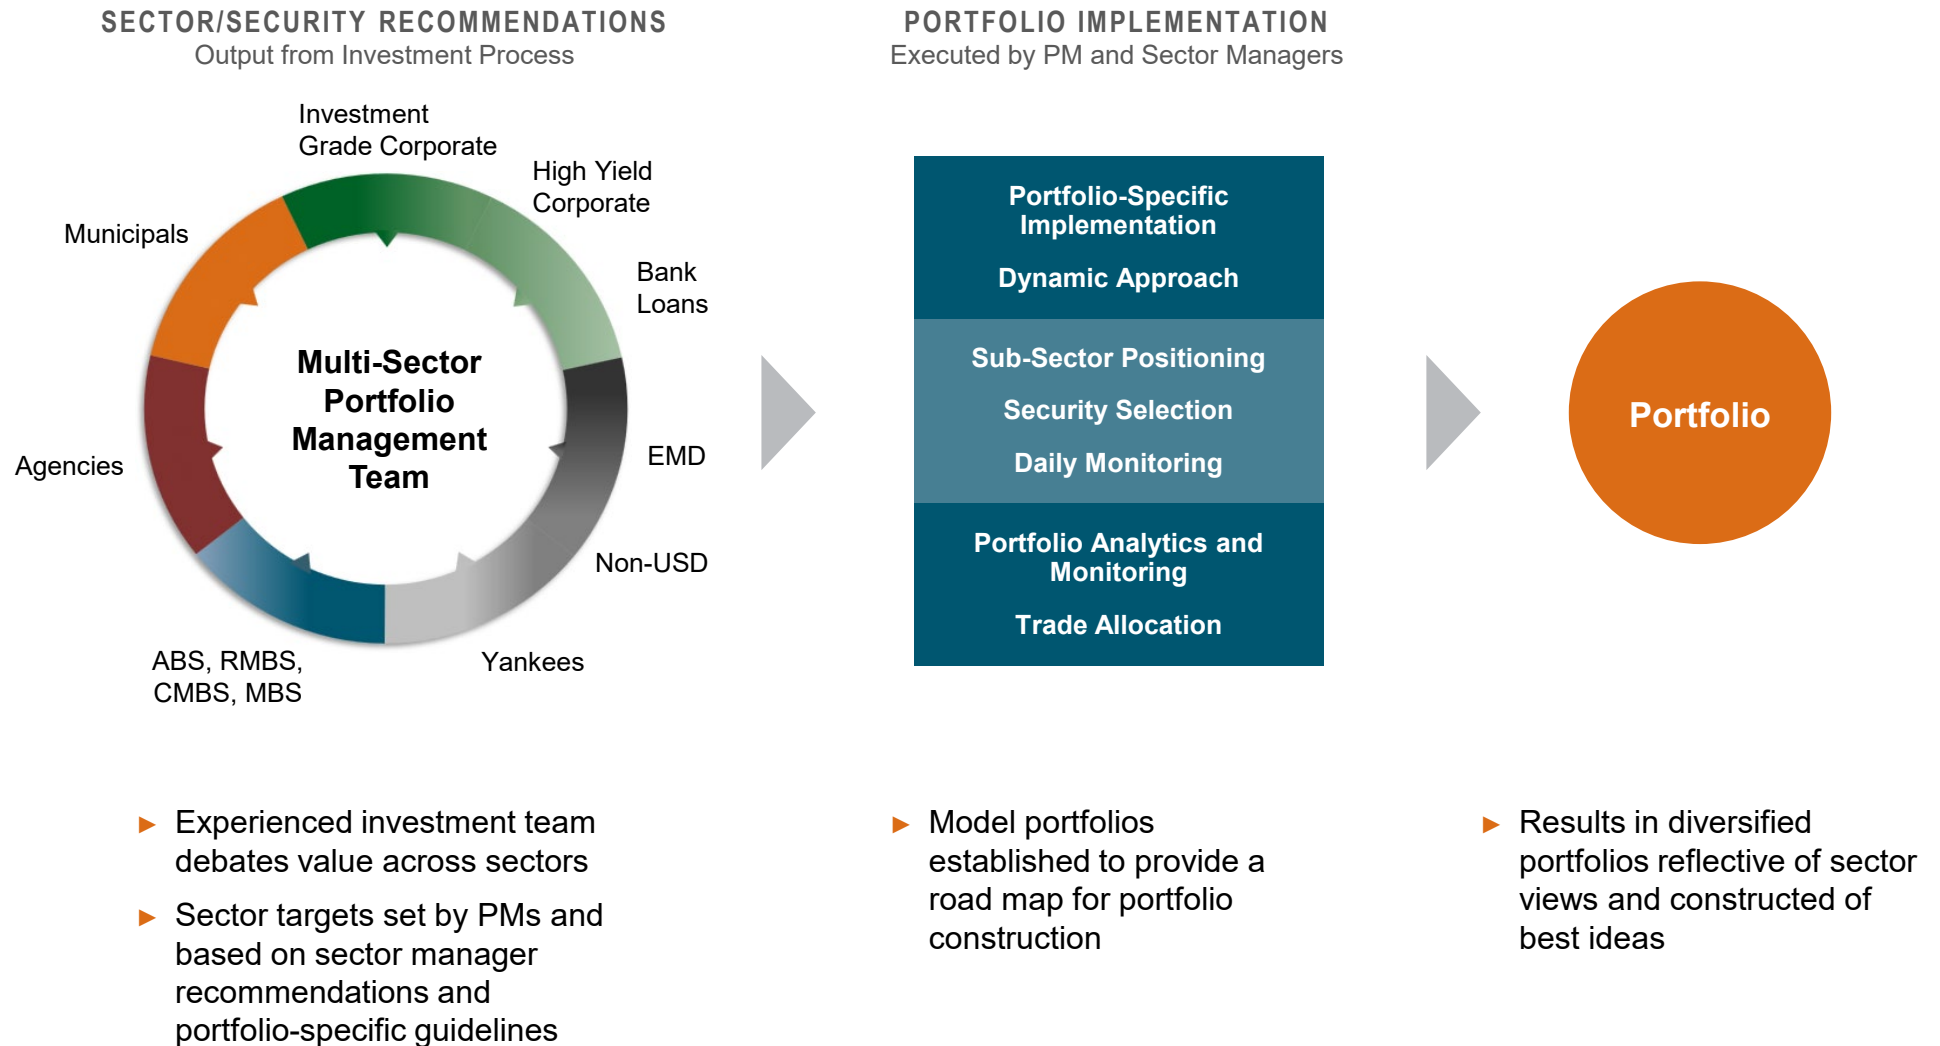 SECTOR/SECURITY RECOMMENDATIONS
Output from Investment Process
Investment
Grade Corporate
High Yield
Corporate
Municipals
Bank
Loans
Multi-Sector
Portfolio
Management
Team
Agencies
EMD
Non-USD
ABS, RMBS,
CMBS, MBS
Yankees
PORTFOLIO IMPLEMENTATION
Executed by PM and Sector Managers
Portfolio-Specific
Implementation
Dynamic Approach
Sub-Sector Positioning
Security Selection
Daily Monitoring
Portfolio Analytics and
Monitoring
Trade Allocation
Portfolio
► Experienced investment team
debates value across sectors
► Sector targets set by PMs and
based on sector manager
recommendations and
portfolio-specific guidelines
► Model portfolios
established to provide a
road map for portfolio
construction
► Results in diversified
portfolios reflective of sector
views and constructed of
best ideas